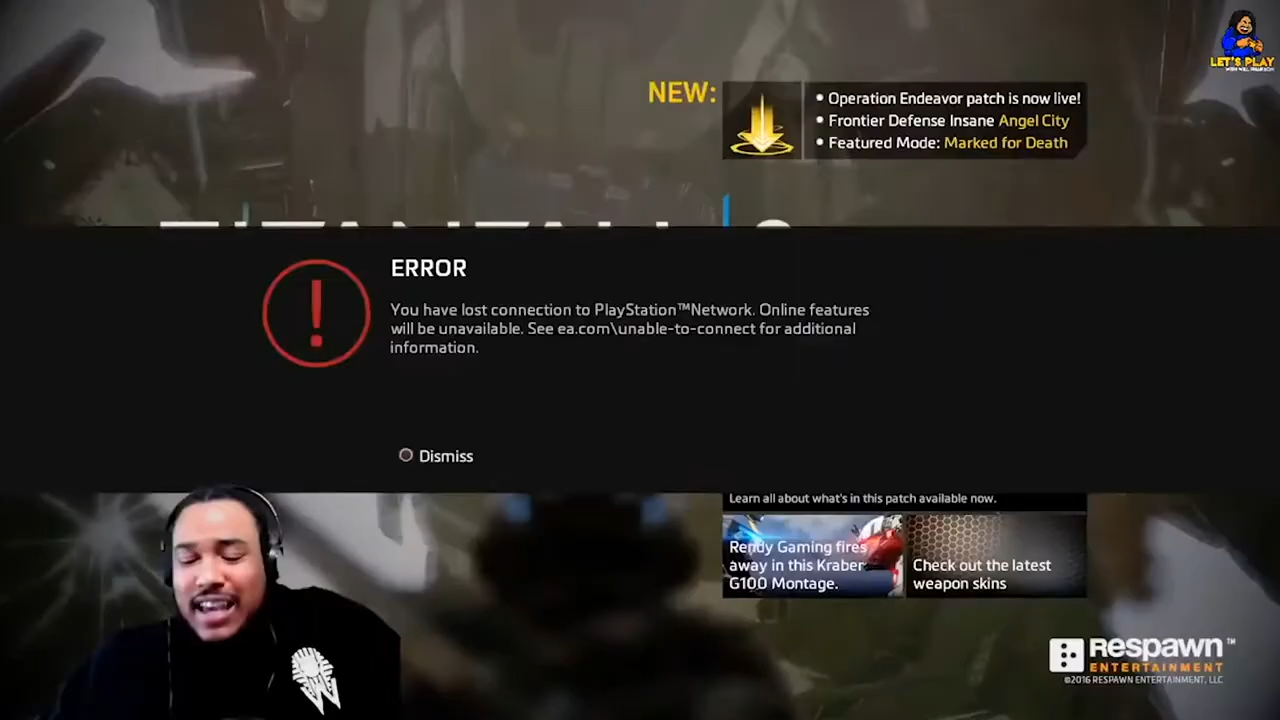 LET'S PLAY
NEW:
• Operation Endeavor patch is now live!
• Frontier Defense Insane Angel City
• Featured Mode: Marked for Death
ERROR
You have lost connection to PlayStation™Network. Online features
will be unavailable. See ea.com\unable-to-connect for additional
information.
Dismiss
Learn all about what's in this patch available now.
Rendy Gaming fires
away in this Kraber
G100 Montage.
Check out the latest
weapon skins
Respawn™
ENTERTAINMENT
©2016 RESPAWN ENTERTAINMENT, LLC